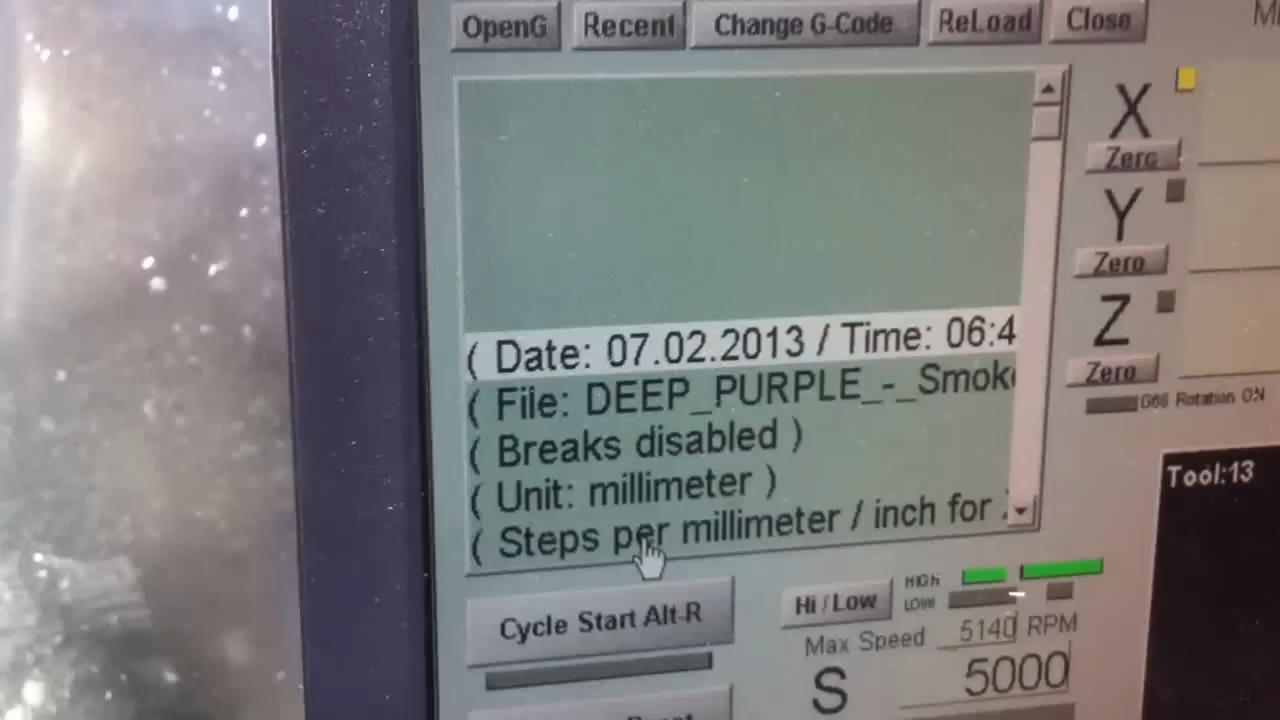 OpenG Recent Change G-Code ReLoad Close
X
Zero
Y
Zero
Z
Zero
G68 Rotation ON
( Date: 07.02.2013 / Time: 06:4
( File: DEEP_PURPLE_-_Smoke
( Breaks disabled )
( Unit: millimeter )
( Steps per millimeter / inch for
Tool:13
Cycle Start Alt-R
Hi / Low
HIGH
LOW
Max Speed 5140 RPM
S 5000